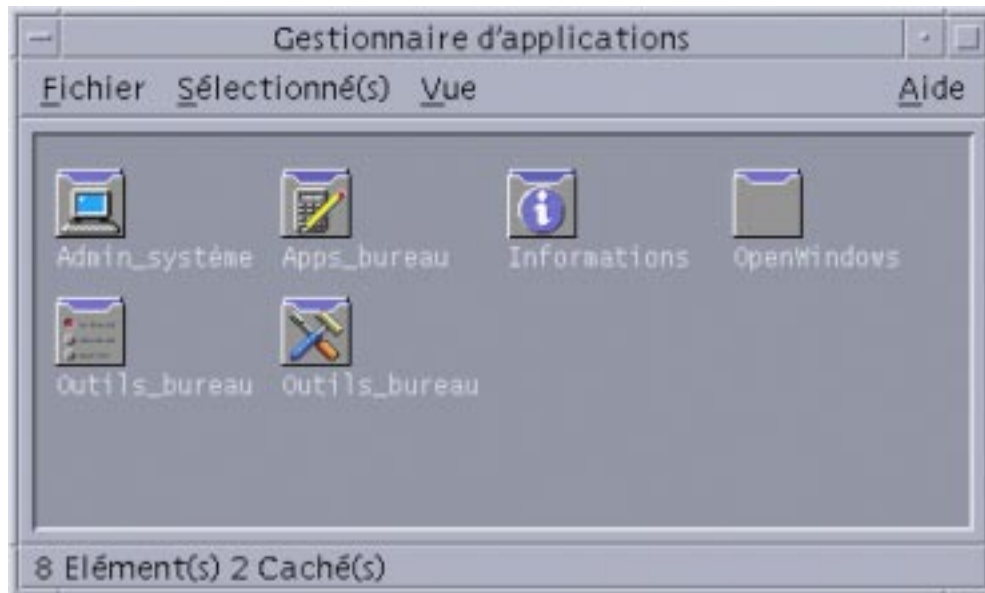 Gestionnaire d'applications
Fichier Sélectionné(s) Vue Aide
Admin_système Apps_bureau Informations OpenWindows
Outils_bureau Outils_bureau
8 Elément(s) 2 Caché(s)